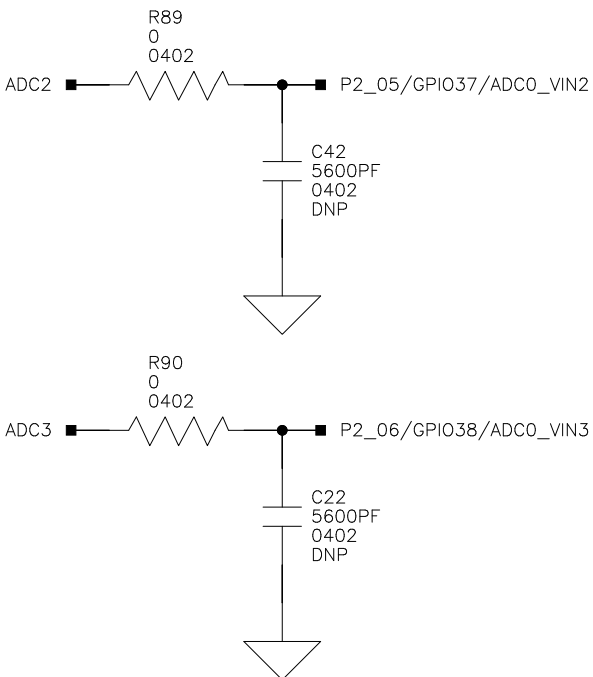 R89
0
0402
ADC2
P2_05/GPIO37/ADC0_VIN2
C42
5600PF
0402
DNP
R90
0
0402
ADC3
P2_06/GPIO38/ADC0_VIN3
C22
5600PF
0402
DNP